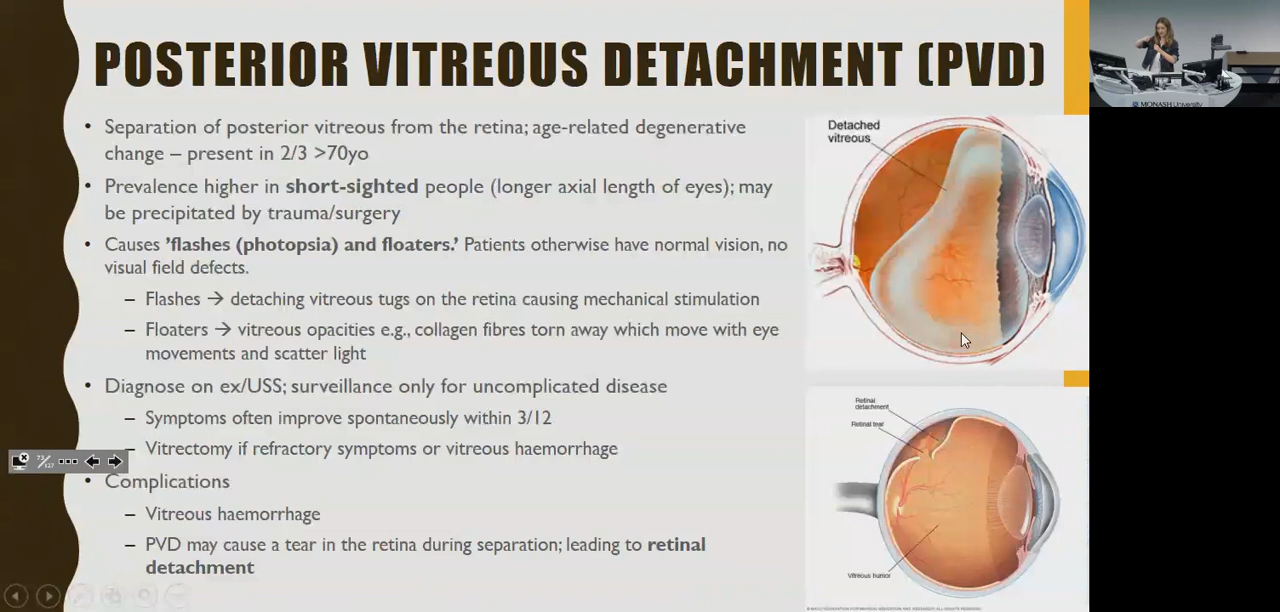 POSTERIOR VITREOUS DETACHMENT (PVD)
• Separation of posterior vitreous from the retina; age-related degenerative
change – present in 2/3 >70yo
• Prevalence higher in short-sighted people (longer axial length of eyes); may
be precipitated by trauma/surgery
• Causes 'flashes (photopsia) and floaters.' Patients otherwise have normal vision, no
visual field defects.
– Flashes → detaching vitreous tugs on the retina causing mechanical stimulation
– Floaters → vitreous opacities e.g., collagen fibres torn away which move with eye
movements and scatter light
• Diagnose on ex/USS; surveillance only for uncomplicated disease
– Symptoms often improve spontaneously within 3/12
– Vitrectomy if refractory symptoms or vitreous haemorrhage
• Complications
– Vitreous haemorrhage
– PVD may cause a tear in the retina during separation; leading to retinal
detachment
Detached
vitreous
Retinal
detachment
Retinal tear
Vitreous humor
MONASH University